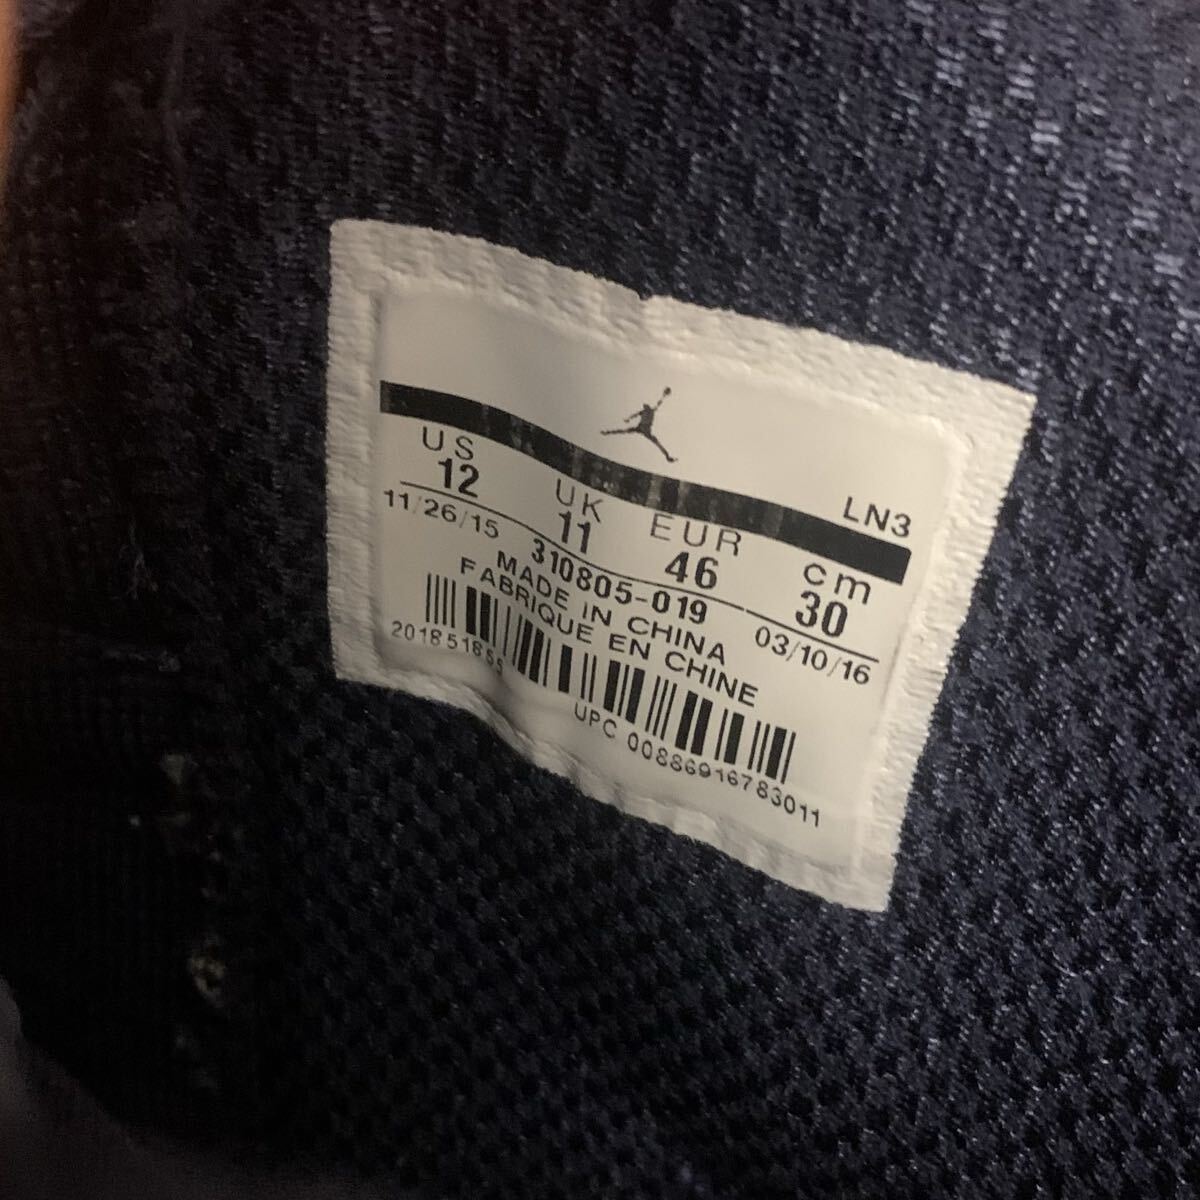 LN3
US UK EUR cm
12 11 46 30
11/26/15 310805-019 03/10/16
MADE IN CHINA
FABRIQUE EN CHINE
2018518655
UPC 00886916783011